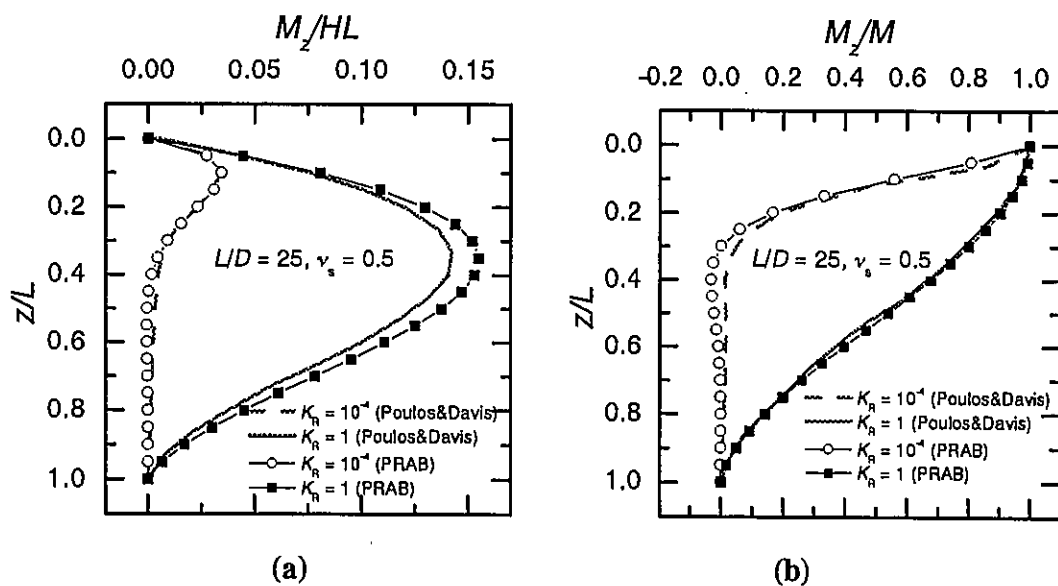 M_z/HL
0.00 0.05 0.10 0.15
0.0
0.2
0.4
0.6
0.8
1.0
z/L
L/D = 25, ν_s = 0.5
K_R = 10^-4 (Poulos&Davis)
K_R = 1 (Poulos&Davis)
K_R = 10^-4 (PRAB)
K_R = 1 (PRAB)
(a)
M_z/M
-0.2 0.0 0.2 0.4 0.6 0.8 1.0
0.0
0.2
0.4
0.6
0.8
1.0
z/L
L/D = 25, ν_s = 0.5
K_R = 10^-4 (Poulos&Davis)
K_R = 1 (Poulos&Davis)
K_R = 10^-4 (PRAB)
K_R = 1 (PRAB)
(b)